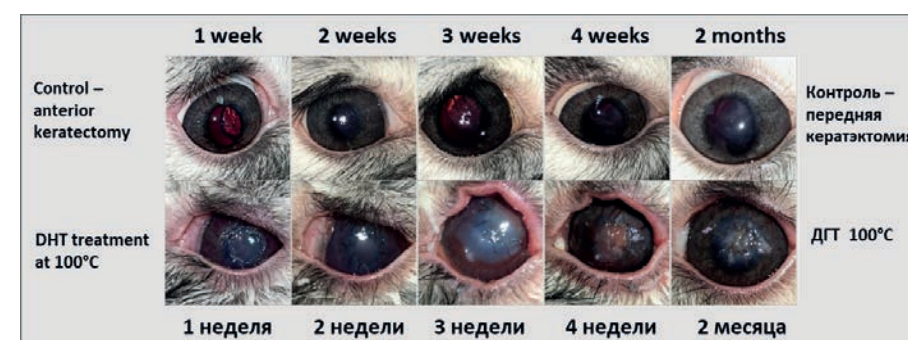 1 week 2 weeks 3 weeks 4 weeks 2 months
Control –
anterior
keratectomy
Контроль –
передняя
кератэктомия
DHT treatment
at 100°C
ДГТ 100°C
1 неделя 2 недели 3 недели 4 недели 2 месяца